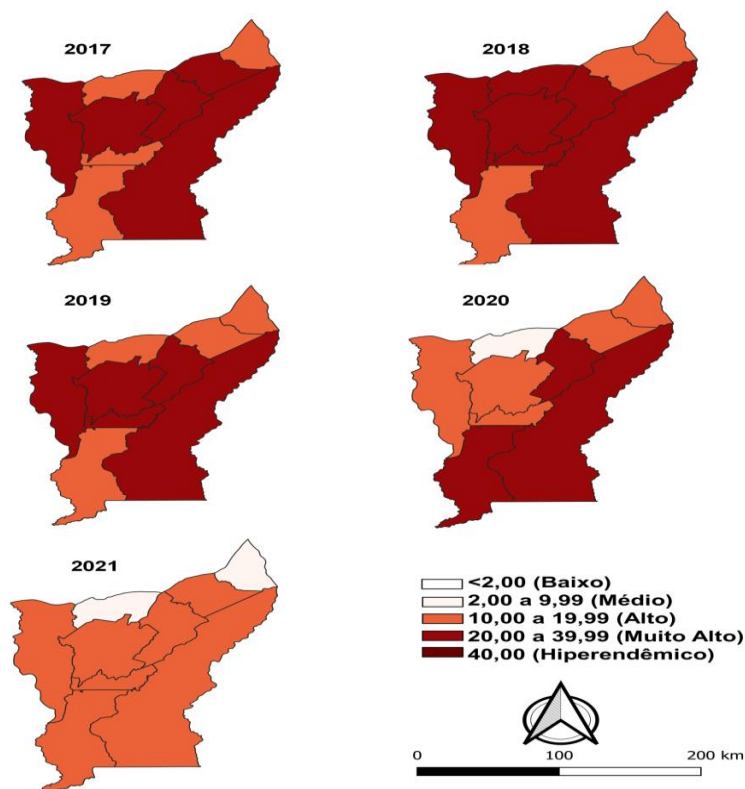 2017
2018
2019
2020
2021
<2,00 (Baixo)
2,00 a 9,99 (Médio)
10,00 a 19,99 (Alto)
20,00 a 39,99 (Muito Alto)
40,00 (Hiperendêmico)
0 100 200 km